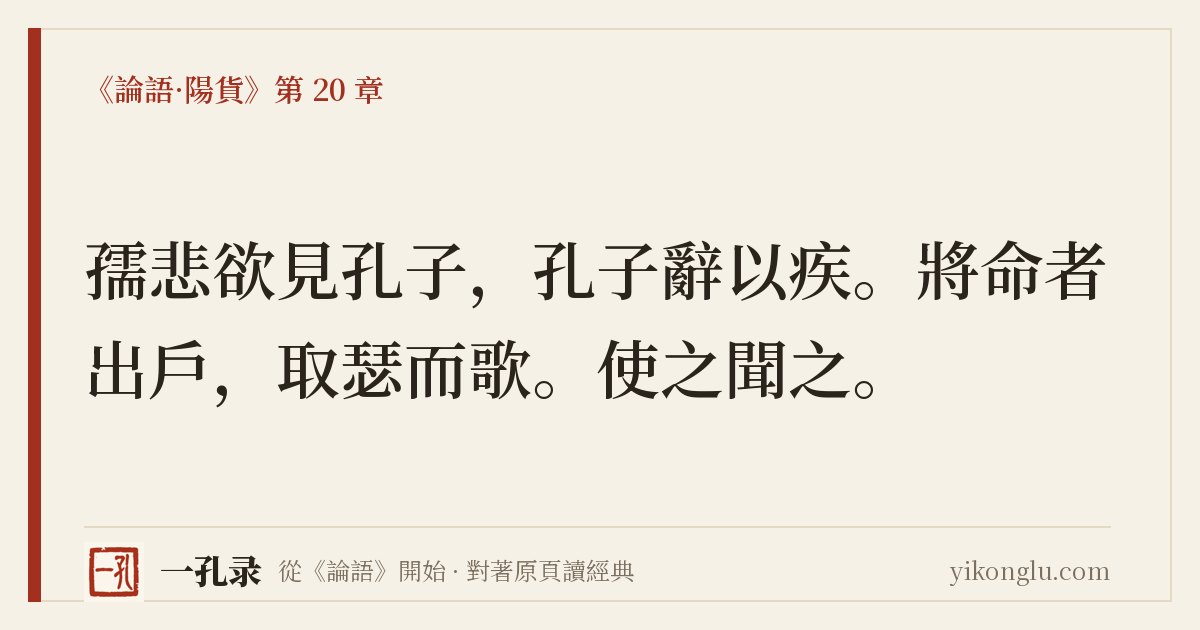 《論語·陽貨》第 20 章
孺悲欲見孔子，孔子辭以疾。將命者
出戶，取瑟而歌。使之聞之。
一孔
一孔录 從《論語》開始 · 對著原頁讀經典 yikonglu.com